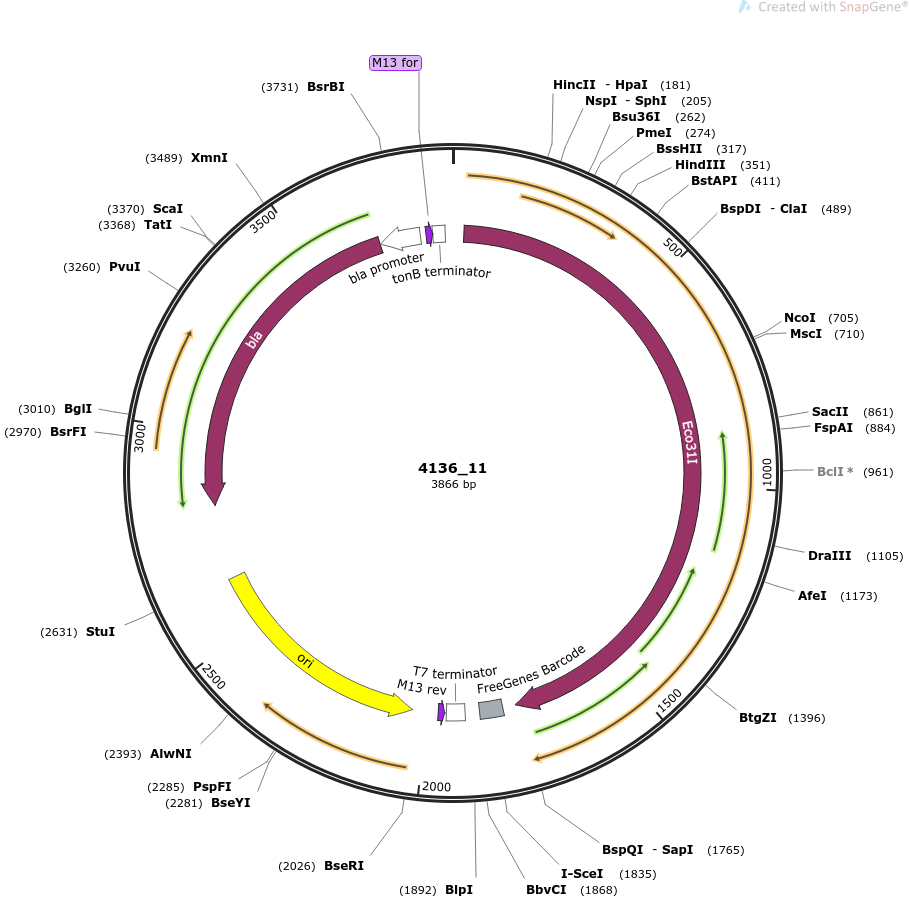 Created with SnapGene®
M13 for
(3731) BsrBI
HincII - HpaI (181)
NspI - SphI (205)
Bsu36I (262)
PmeI (274)
BssHII (317)
HindIII (351)
BstAPI (411)
BspDI - ClaI (489)
(3489) XmnI
(3370) ScaI
(3368) TatI
(3260) PvuI
3500
500
bla promoter
tonB terminator
bla
NcoI (705)
MscI (710)
(3010) BglI
(2970) BsrFI
3000
Eco31I
SacII (861)
FspAI (884)
BclI * (961)
1000
4136_11
3866 bp
DraIII (1105)
AfeI (1173)
(2631) StuI
ori
2500
T7 terminator
M13 rev
FreeGenes Barcode
1500
BtgZI (1396)
(2393) AlwNI
(2285) PspFI
(2281) BseYI
2000
(2026) BseRI
(1892) BlpI
BspQI - SapI (1765)
I-SceI (1835)
BbvCI (1868)